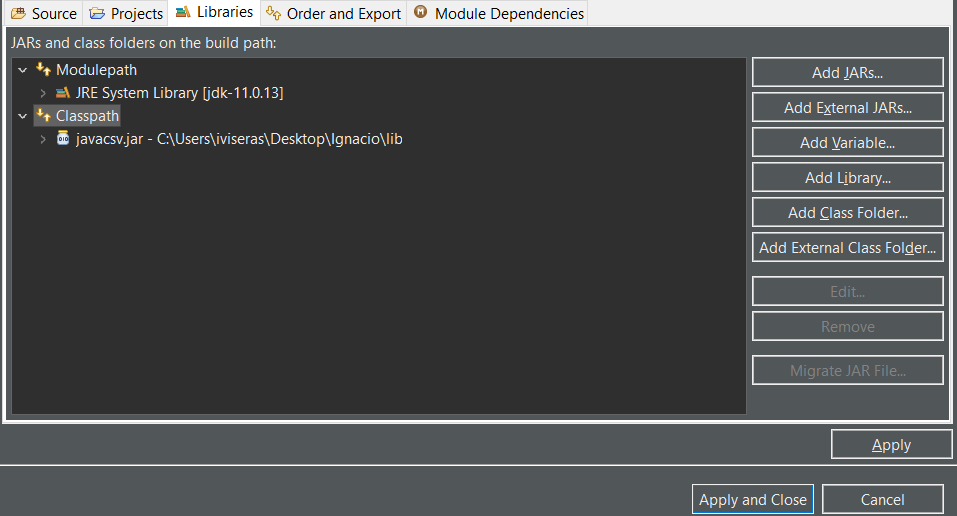 Source Projects Libraries Order and Export Module Dependencies
JARs and class folders on the build path:
Modulepath
JRE System Library [jdk-11.0.13]
Classpath
javacsv.jar - C:\Users\iviseras\Desktop\Ignacio\lib
Add JARs...
Add External JARs...
Add Variable...
Add Library...
Add Class Folder...
Add External Class Folder...
Edit...
Remove
Migrate JAR File...
Apply
Apply and Close
Cancel